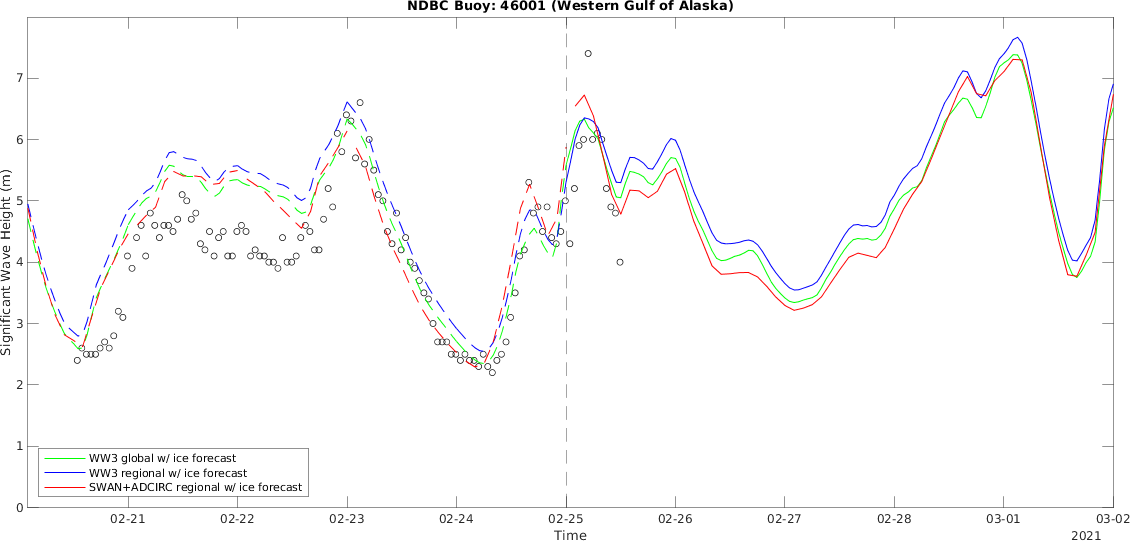 NDBC Buoy: 46001 (Western Gulf of Alaska)
Significant Wave Height (m)
7
6
5
4
3
2
1
0
WW3 global w/ ice forecast
WW3 regional w/ ice forecast
SWAN+ADCIRC regional w/ ice forecast
02-21 02-22 02-23 02-24 02-25 02-26 02-27 02-28 03-01 03-02
Time
2021